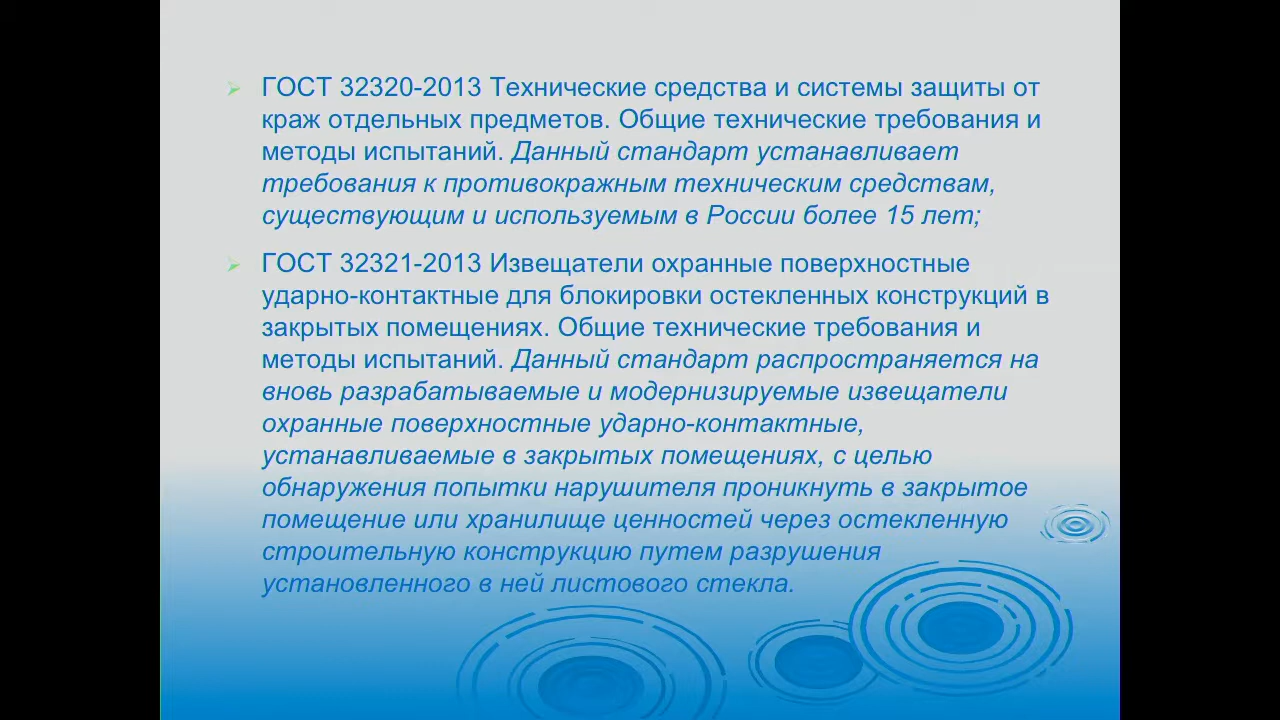 ГОСТ 32320-2013 Технические средства и системы защиты от
краж отдельных предметов. Общие технические требования и
методы испытаний. Данный стандарт устанавливает
требования к противокражным техническим средствам,
существующим и используемым в России более 15 лет;
ГОСТ 32321-2013 Извещатели охранные поверхностные
ударно-контактные для блокировки остекленных конструкций в
закрытых помещениях. Общие технические требования и
методы испытаний. Данный стандарт распространяется на
вновь разрабатываемые и модернизируемые извещатели
охранные поверхностные ударно-контактные,
устанавливаемые в закрытых помещениях, с целью
обнаружения попытки нарушителя проникнуть в закрытое
помещение или хранилище ценностей через остекленную
строительную конструкцию путем разрушения
установленного в ней листового стекла.